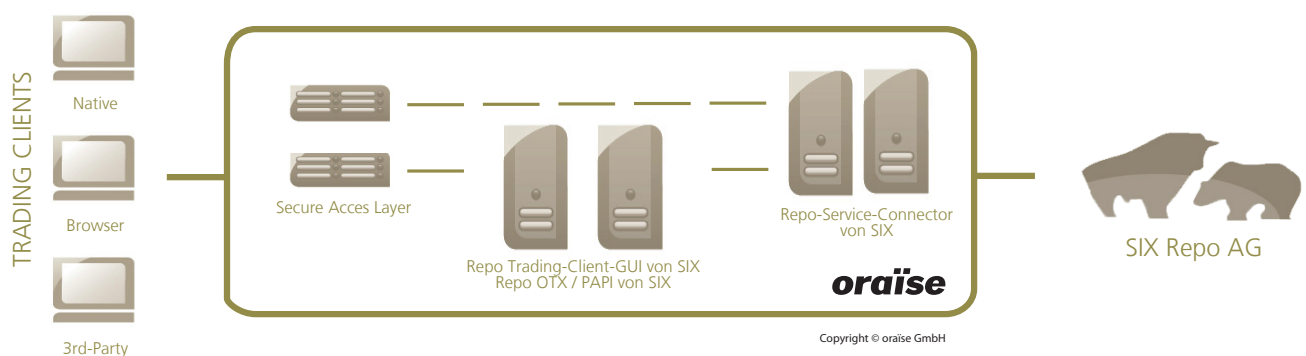 TRADING CLIENTS
Native
Browser
3rd-Party
Secure Acces Layer
Repo Trading-Client-GUI von SIX
Repo OTX / PAPI von SIX
Repo-Service-Connector
von SIX
oraïse
SIX Repo AG
Copyright © oraïse GmbH